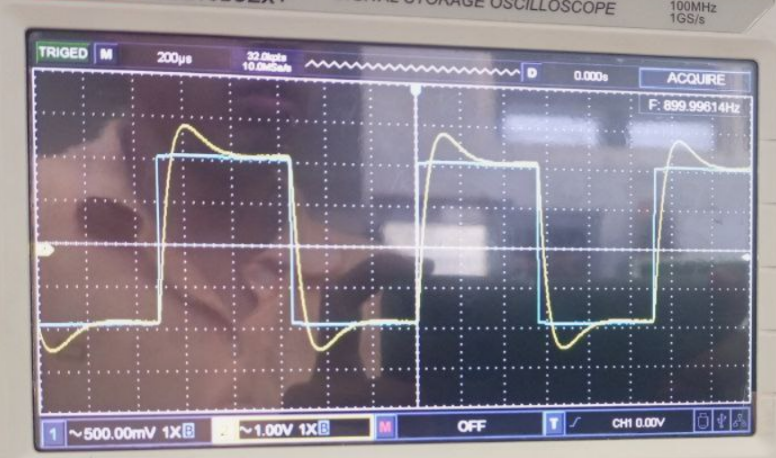 STORAGE OSCILLOSCOPE
100MHz
1GS/s
TRIGED M 200µs 32.0kpts D 0.000s ACQUIRE
10.0MSa/s
F: 899.99614Hz
1 ~500.00mV 1X B ~1.00V 1X B M OFF T CH1 0.00V